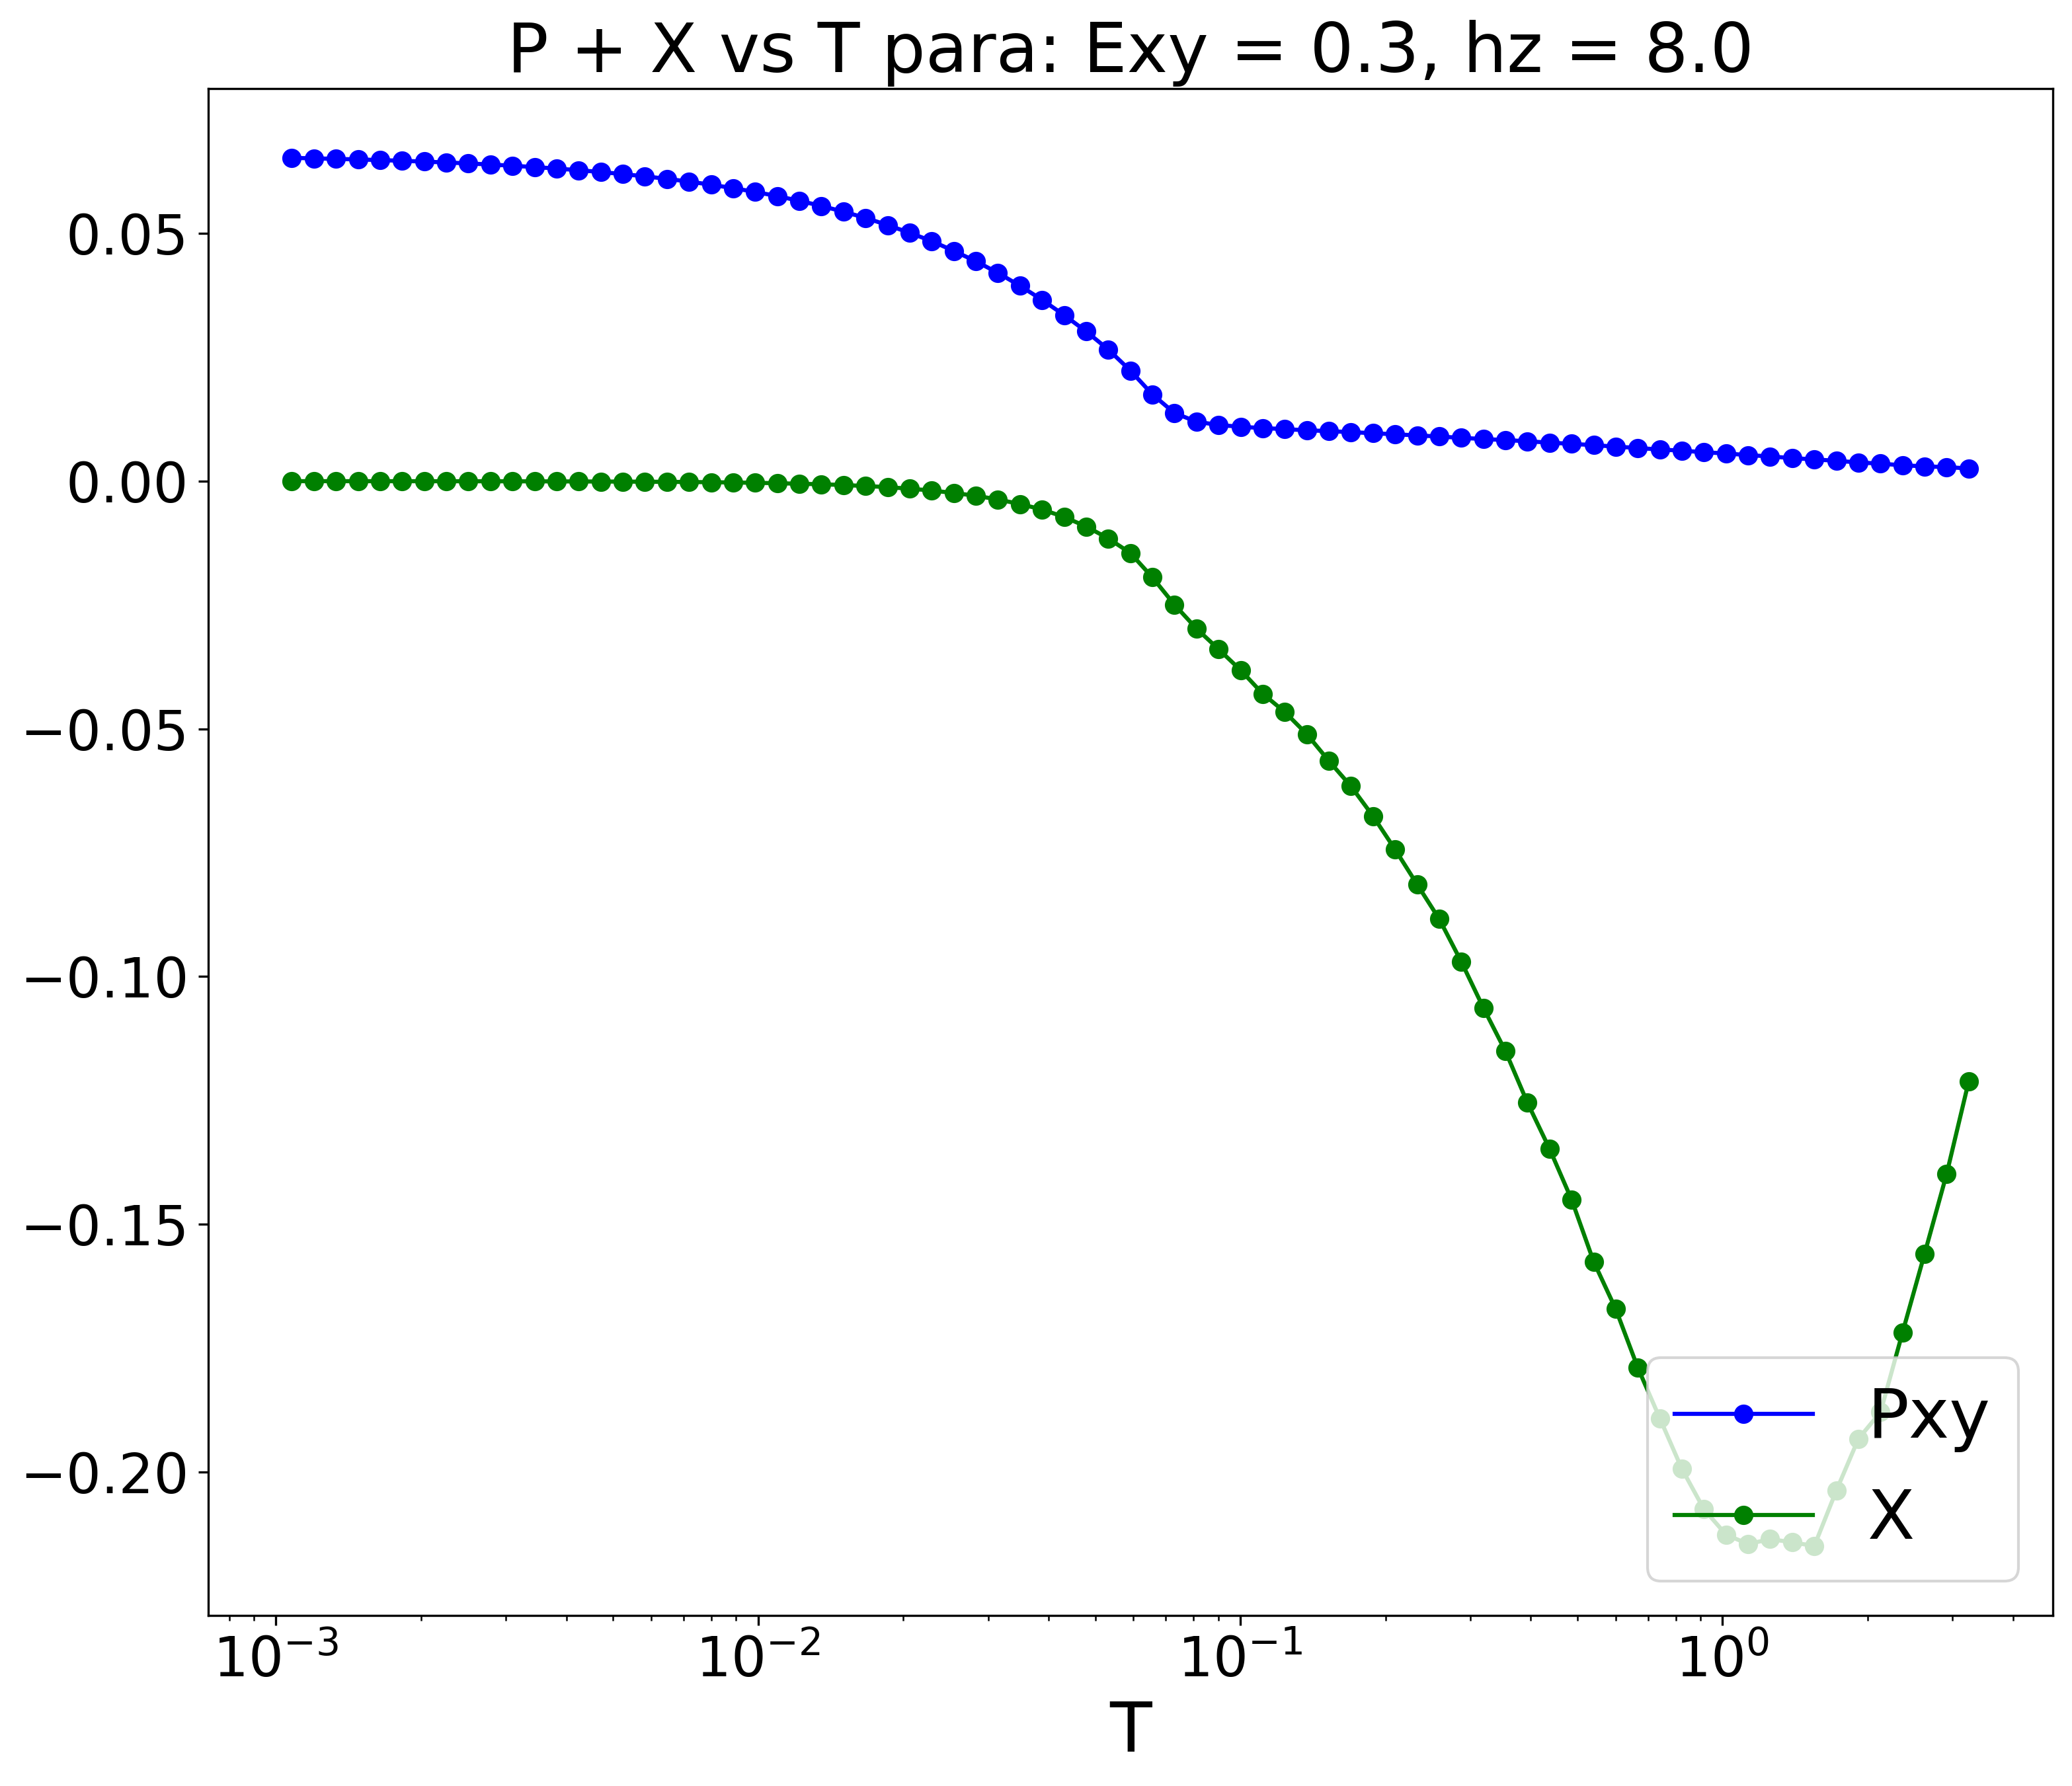 P + X vs T para: Exy = 0.3, hz = 8.0
0.05
0.00
−0.05
−0.10
−0.15
−0.20
Pxy
X
10⁻³ 10⁻² 10⁻¹ 10⁰
T